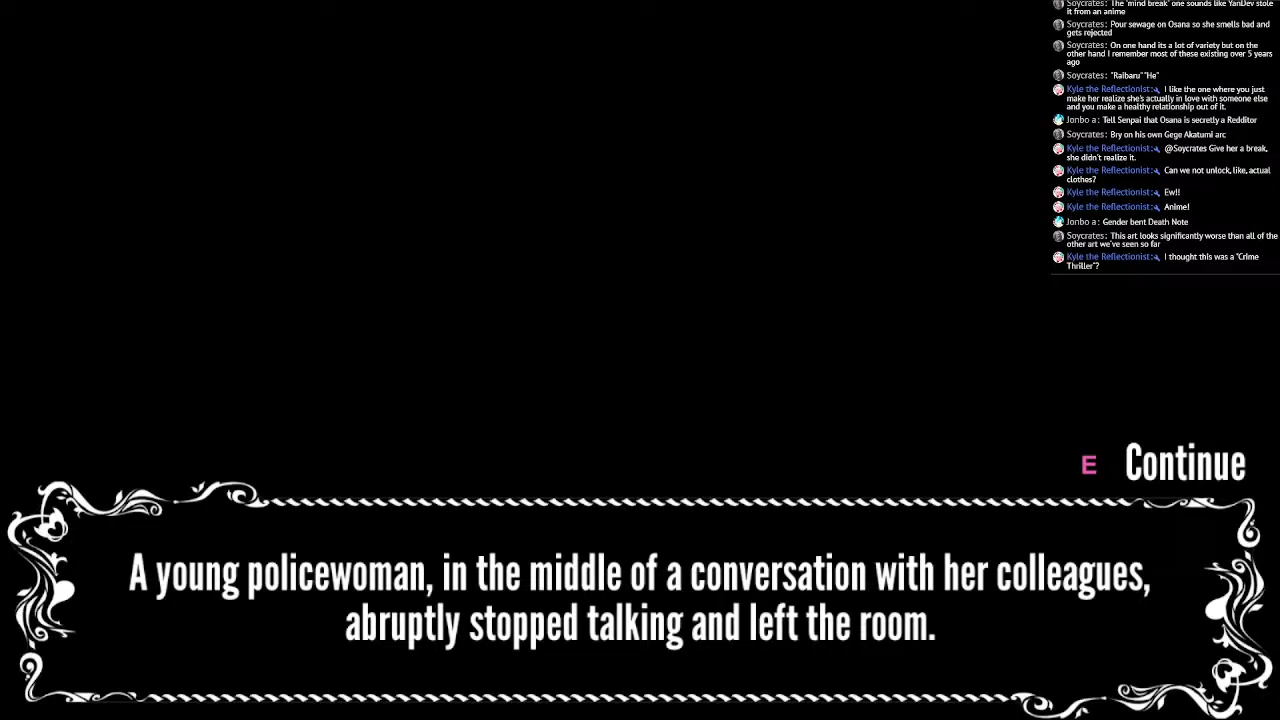 Soycrates: The "mind break" one sounds like YanDev stole
it from an anime
Soycrates: Pour sewage on Osana so she smells bad and
gets rejected
Soycrates: On one hand its a lot of variety but on the
other hand I remember most of these existing over 5 years
ago
Soycrates: "Raibaru" "He"
Kyle the Reflectionist: I like the one where you just
make her realize she's actually in love with someone else
and you make a healthy relationship out of it.
Jonbo a: Tell Senpai that Osana is secretly a Redditor
Soycrates: Bry on his own Gege Akatumi arc
Kyle the Reflectionist: @Soycrates Give her a break,
she didn't realize it.
Kyle the Reflectionist: Can we not unlock, like, actual
clothes?
Kyle the Reflectionist: Ew!!
Kyle the Reflectionist: Anime!
Jonbo a: Gender bent Death Note
Soycrates: This art looks significantly worse than all of the
other art we've seen so far
Kyle the Reflectionist: I thought this was a "Crime
Thriller"?
E Continue
A young policewoman, in the middle of a conversation with her colleagues,
abruptly stopped talking and left the room.